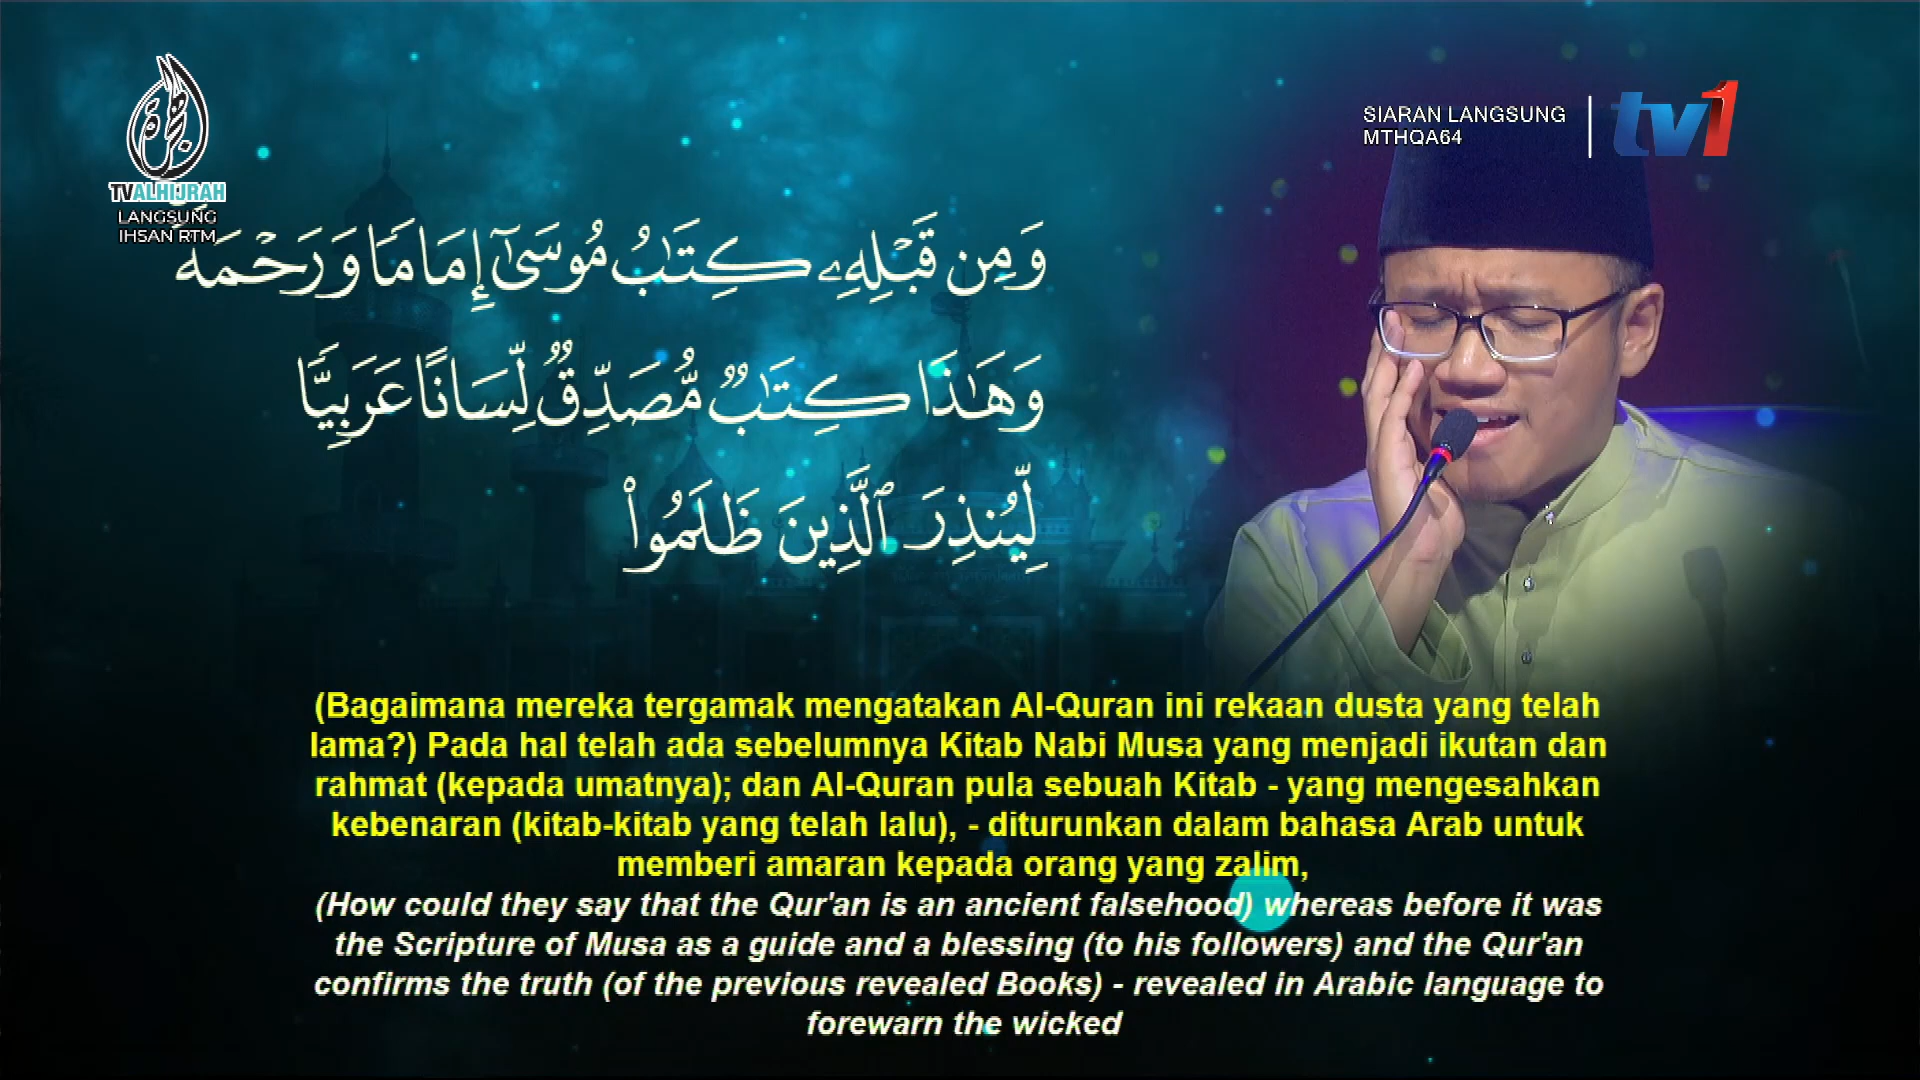 TVALHIJRAH
LANGSUNG
IHSAN RTM
SIARAN LANGSUNG
MTHQA64
tv1
وَمِن قَبْلِهِۦ كِتَـٰبُ مُوسَىٰٓ إِمَامًا وَرَحْمَةً
وَهَـٰذَا كِتَـٰبٌ مُّصَدِّقٌ لِّسَانًا عَرَبِيًّا
لِّيُنذِرَ ٱلَّذِينَ ظَلَمُوا۟
(Bagaimana mereka tergamak mengatakan Al-Quran ini rekaan dusta yang telah
lama?) Pada hal telah ada sebelumnya Kitab Nabi Musa yang menjadi ikutan dan
rahmat (kepada umatnya); dan Al-Quran pula sebuah Kitab - yang mengesahkan
kebenaran (kitab-kitab yang telah lalu), - diturunkan dalam bahasa Arab untuk
memberi amaran kepada orang yang zalim,
(How could they say that the Qur'an is an ancient falsehood) whereas before it was
the Scripture of Musa as a guide and a blessing (to his followers) and the Qur'an
confirms the truth (of the previous revealed Books) - revealed in Arabic language to
forewarn the wicked